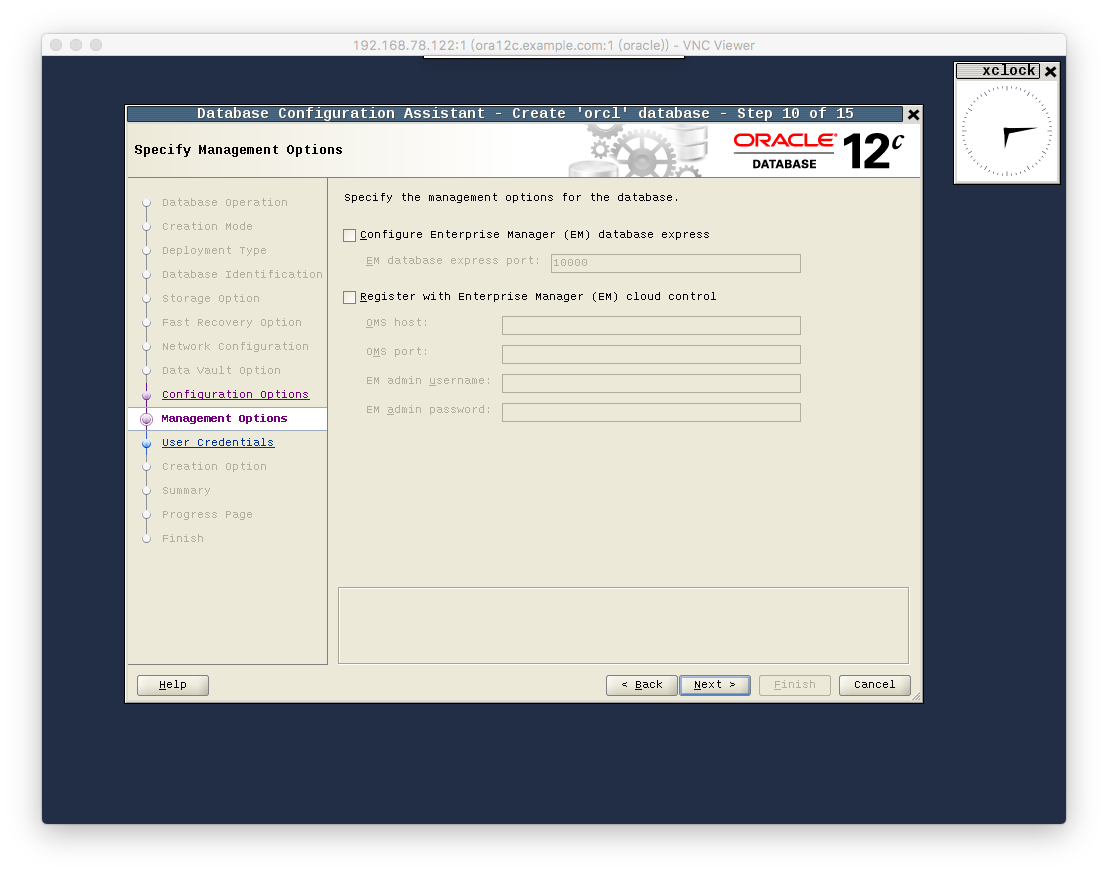 192.168.78.122:1 (ora12c.example.com:1 (oracle)) - VNC Viewer
xclock
Database Configuration Assistant - Create 'orcl' database - Step 10 of 15
Specify Management Options
ORACLE
DATABASE
12c
Database Operation
Creation Mode
Deployment Type
Database Identification
Storage Option
Fast Recovery Option
Network Configuration
Data Vault Option
Configuration Options
Management Options
User Credentials
Creation Option
Summary
Progress Page
Finish
Specify the management options for the database.
Configure Enterprise Manager (EM) database express
EM database express port: 10000
Register with Enterprise Manager (EM) cloud control
OMS host:
OMS port:
EM admin username:
EM admin password:
Help
< Back
Next >
Finish
Cancel